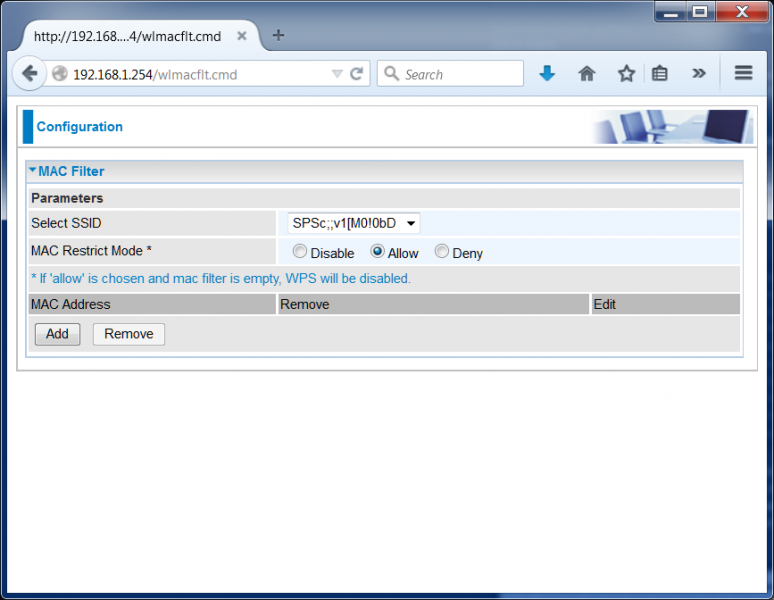 http://192.168....4/wlmacflt.cmd
192.168.1.254/wlmacflt.cmd
Search
Configuration
MAC Filter
Parameters
Select SSID SPSc;;v1[M0!0bD
MAC Restrict Mode * Disable Allow Deny
* If 'allow' is chosen and mac filter is empty, WPS will be disabled.
MAC Address Remove Edit
Add Remove